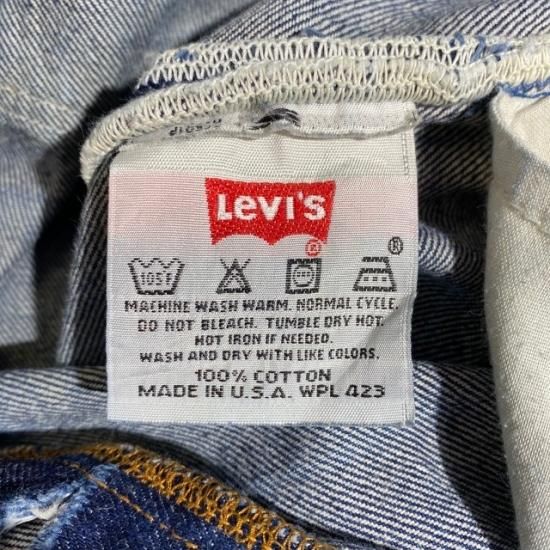 Levi's
®
®
105F
MACHINE WASH WARM. NORMAL CYCLE.
DO NOT BLEACH. TUMBLE DRY HOT.
HOT IRON IF NEEDED.
WASH AND DRY WITH LIKE COLORS.
100% COTTON
MADE IN U.S.A. WPL 423